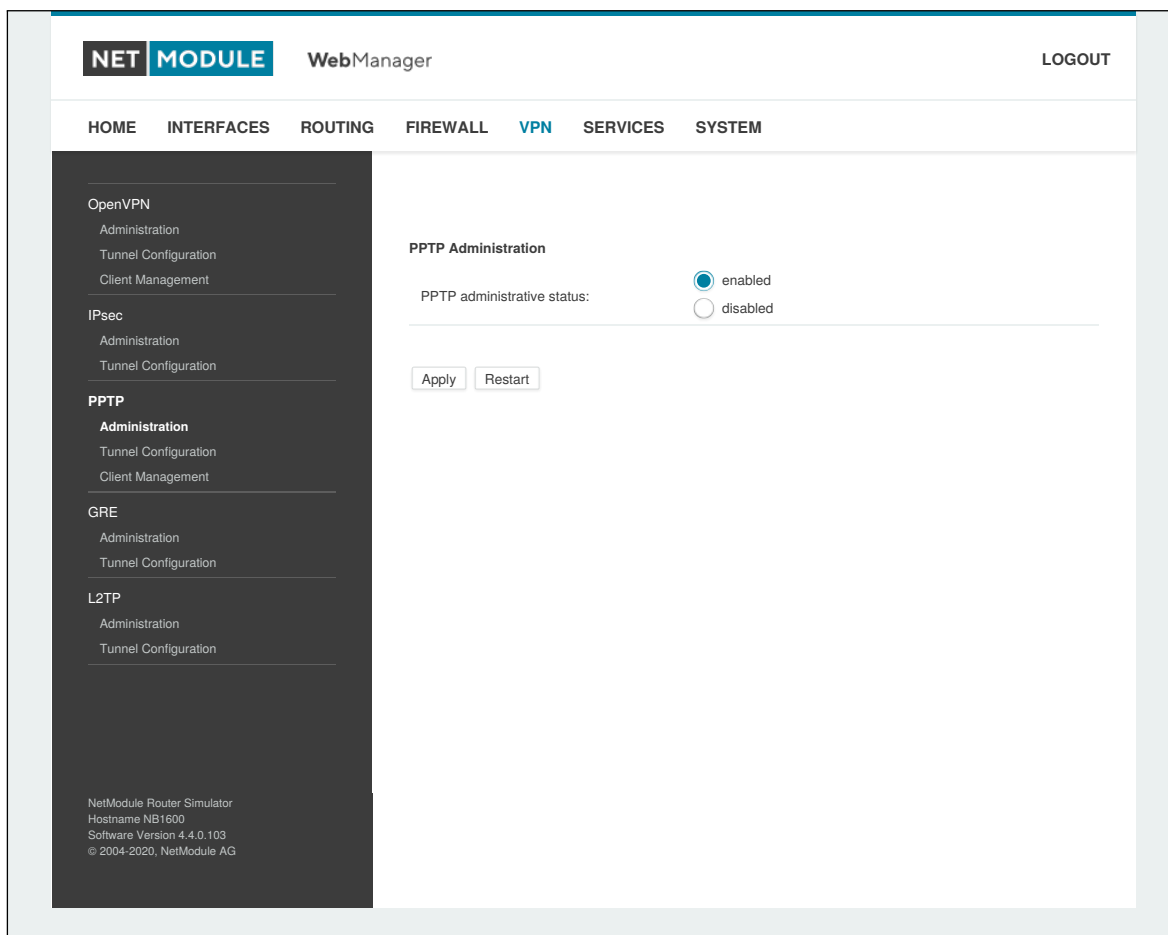 NET MODULE WebManager LOGOUT
HOME INTERFACES ROUTING FIREWALL VPN SERVICES SYSTEM
OpenVPN
Administration
Tunnel Configuration
Client Management
IPsec
Administration
Tunnel Configuration
PPTP
Administration
Tunnel Configuration
Client Management
GRE
Administration
Tunnel Configuration
L2TP
Administration
Tunnel Configuration
NetModule Router Simulator
Hostname NB1600
Software Version 4.4.0.103
© 2004-2020, NetModule AG
PPTP Administration
PPTP administrative status:
enabled
disabled
Apply Restart